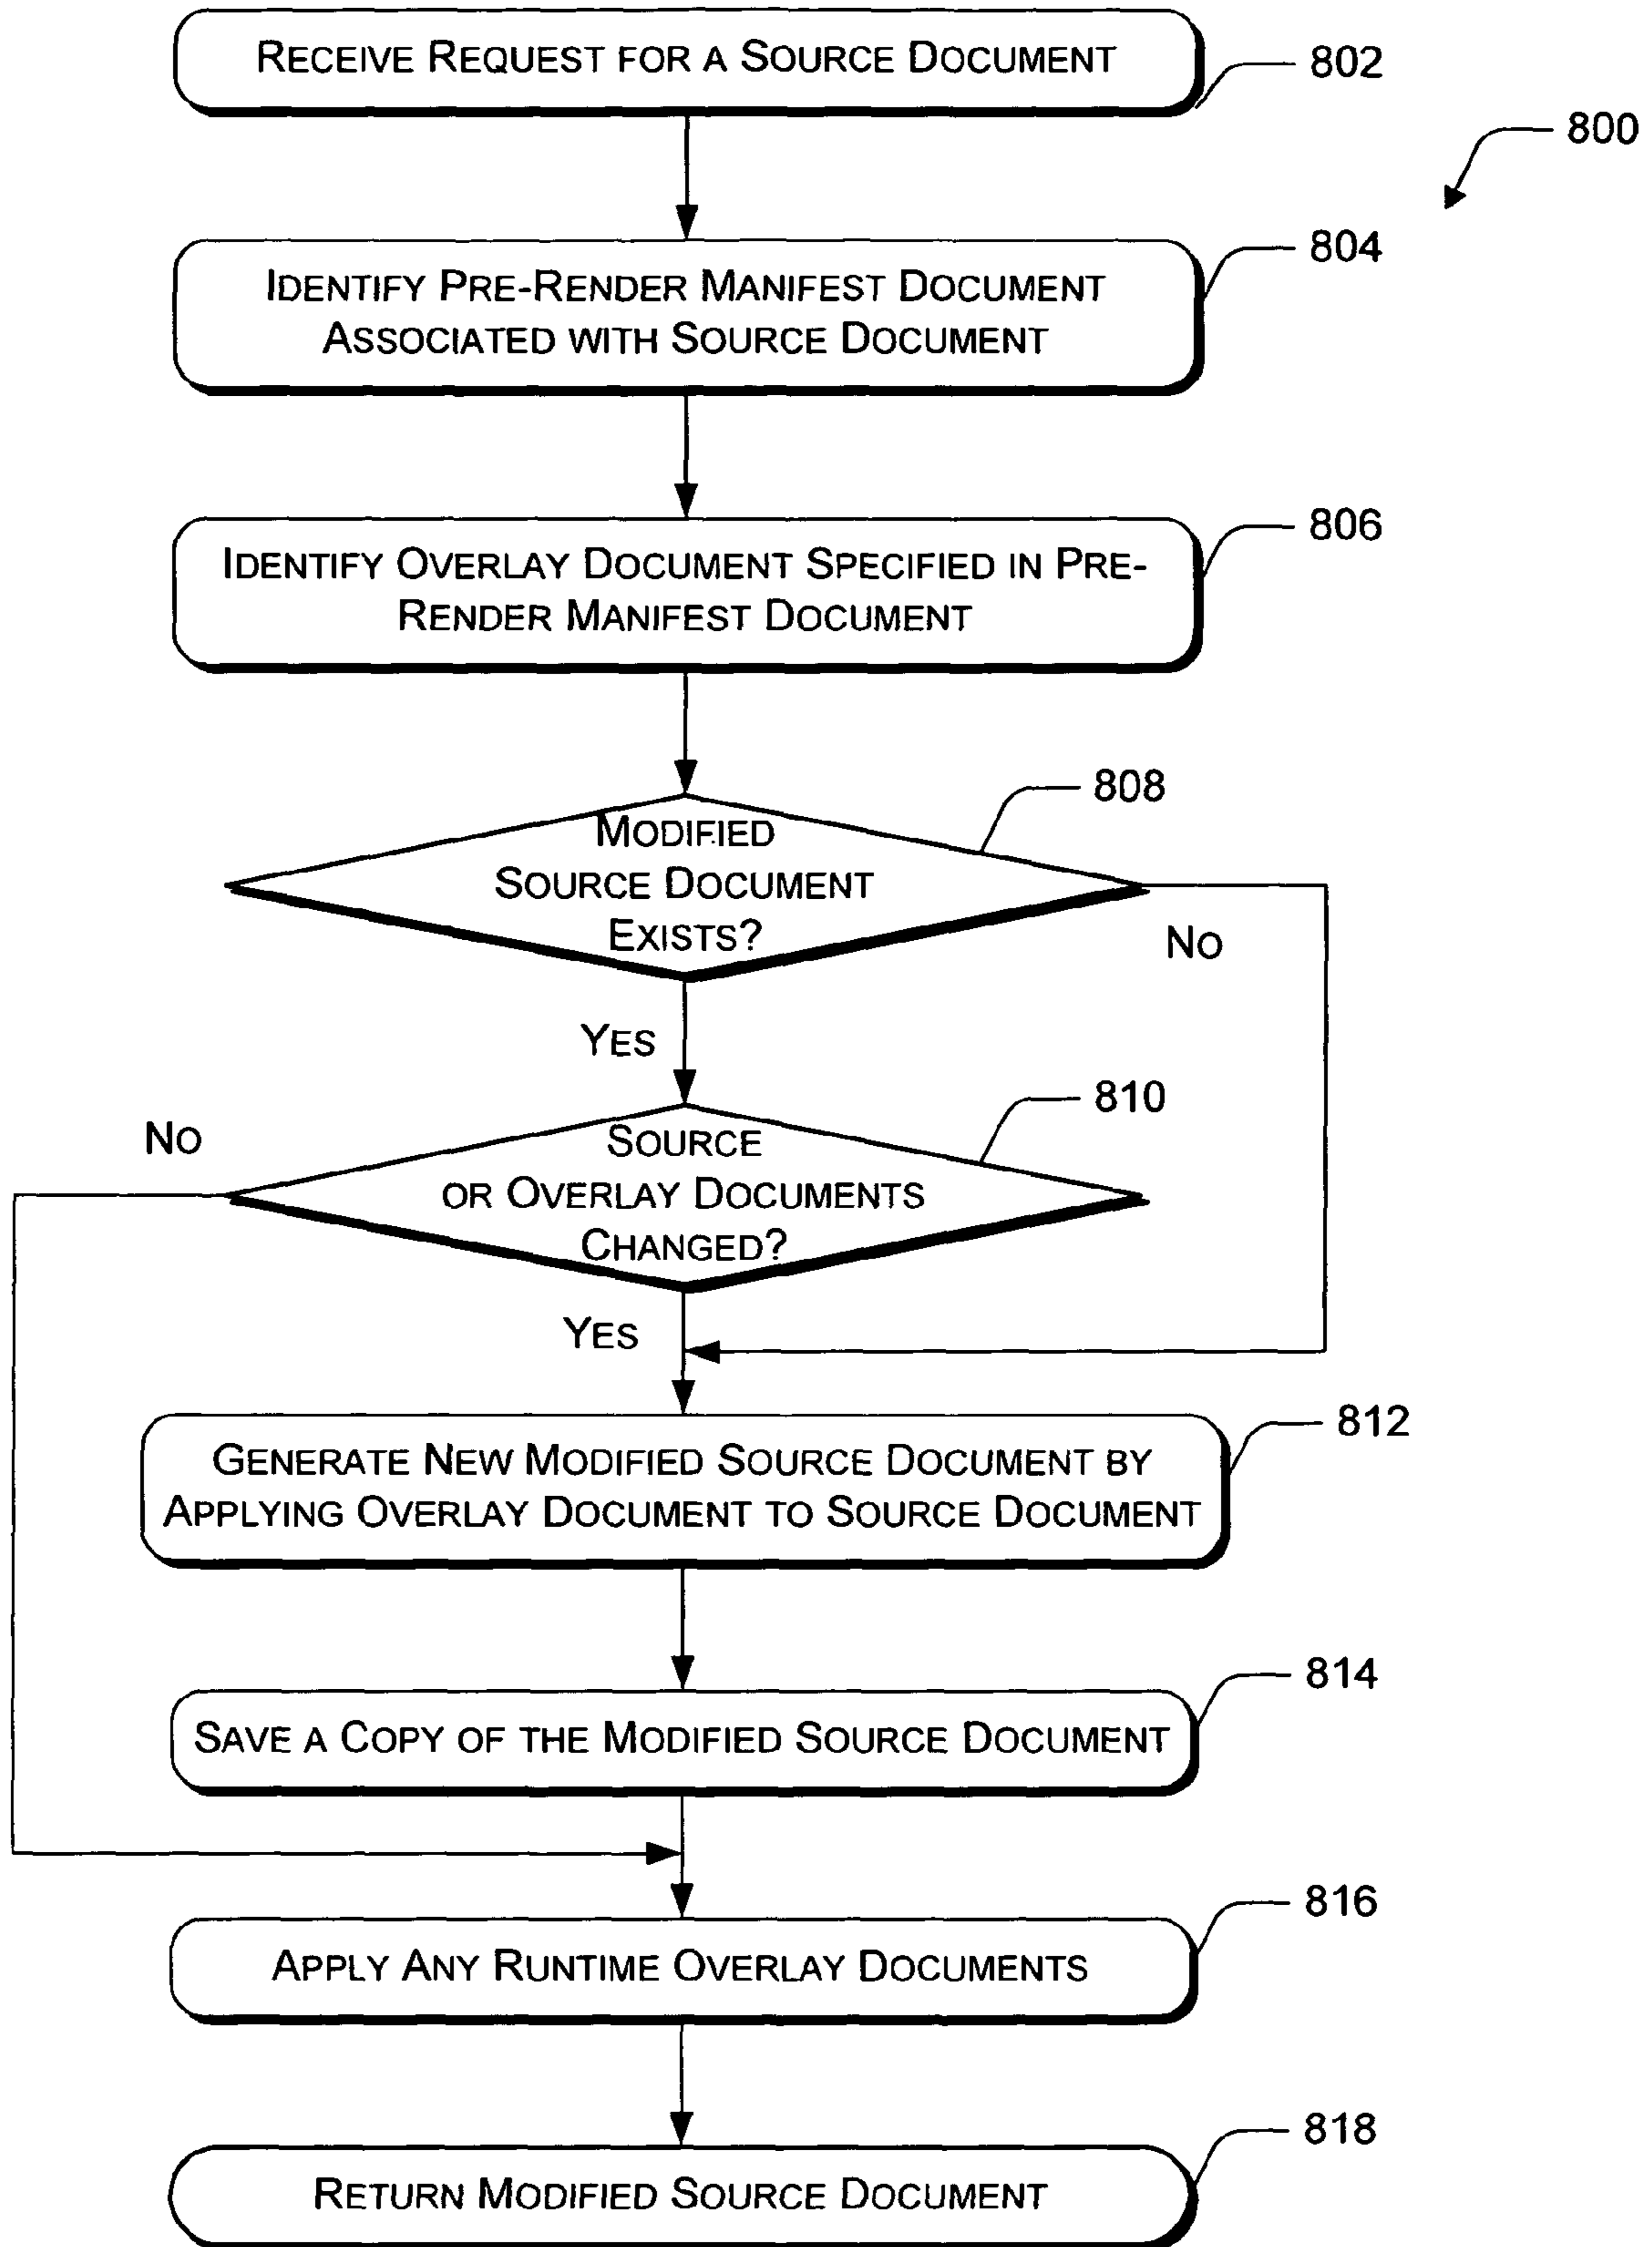 RECEIVE REQUEST FOR A SOURCE DOCUMENT
802
800
IDENTIFY PRE-RENDER MANIFEST DOCUMENT
ASSOCIATED WITH SOURCE DOCUMENT
804
IDENTIFY OVERLAY DOCUMENT SPECIFIED IN PRE-
RENDER MANIFEST DOCUMENT
806
808
MODIFIED
SOURCE DOCUMENT
EXISTS?
NO
YES
810
NO
SOURCE
OR OVERLAY DOCUMENTS
CHANGED?
YES
812
GENERATE NEW MODIFIED SOURCE DOCUMENT BY
APPLYING OVERLAY DOCUMENT TO SOURCE DOCUMENT
814
SAVE A COPY OF THE MODIFIED SOURCE DOCUMENT
816
APPLY ANY RUNTIME OVERLAY DOCUMENTS
818
RETURN MODIFIED SOURCE DOCUMENT